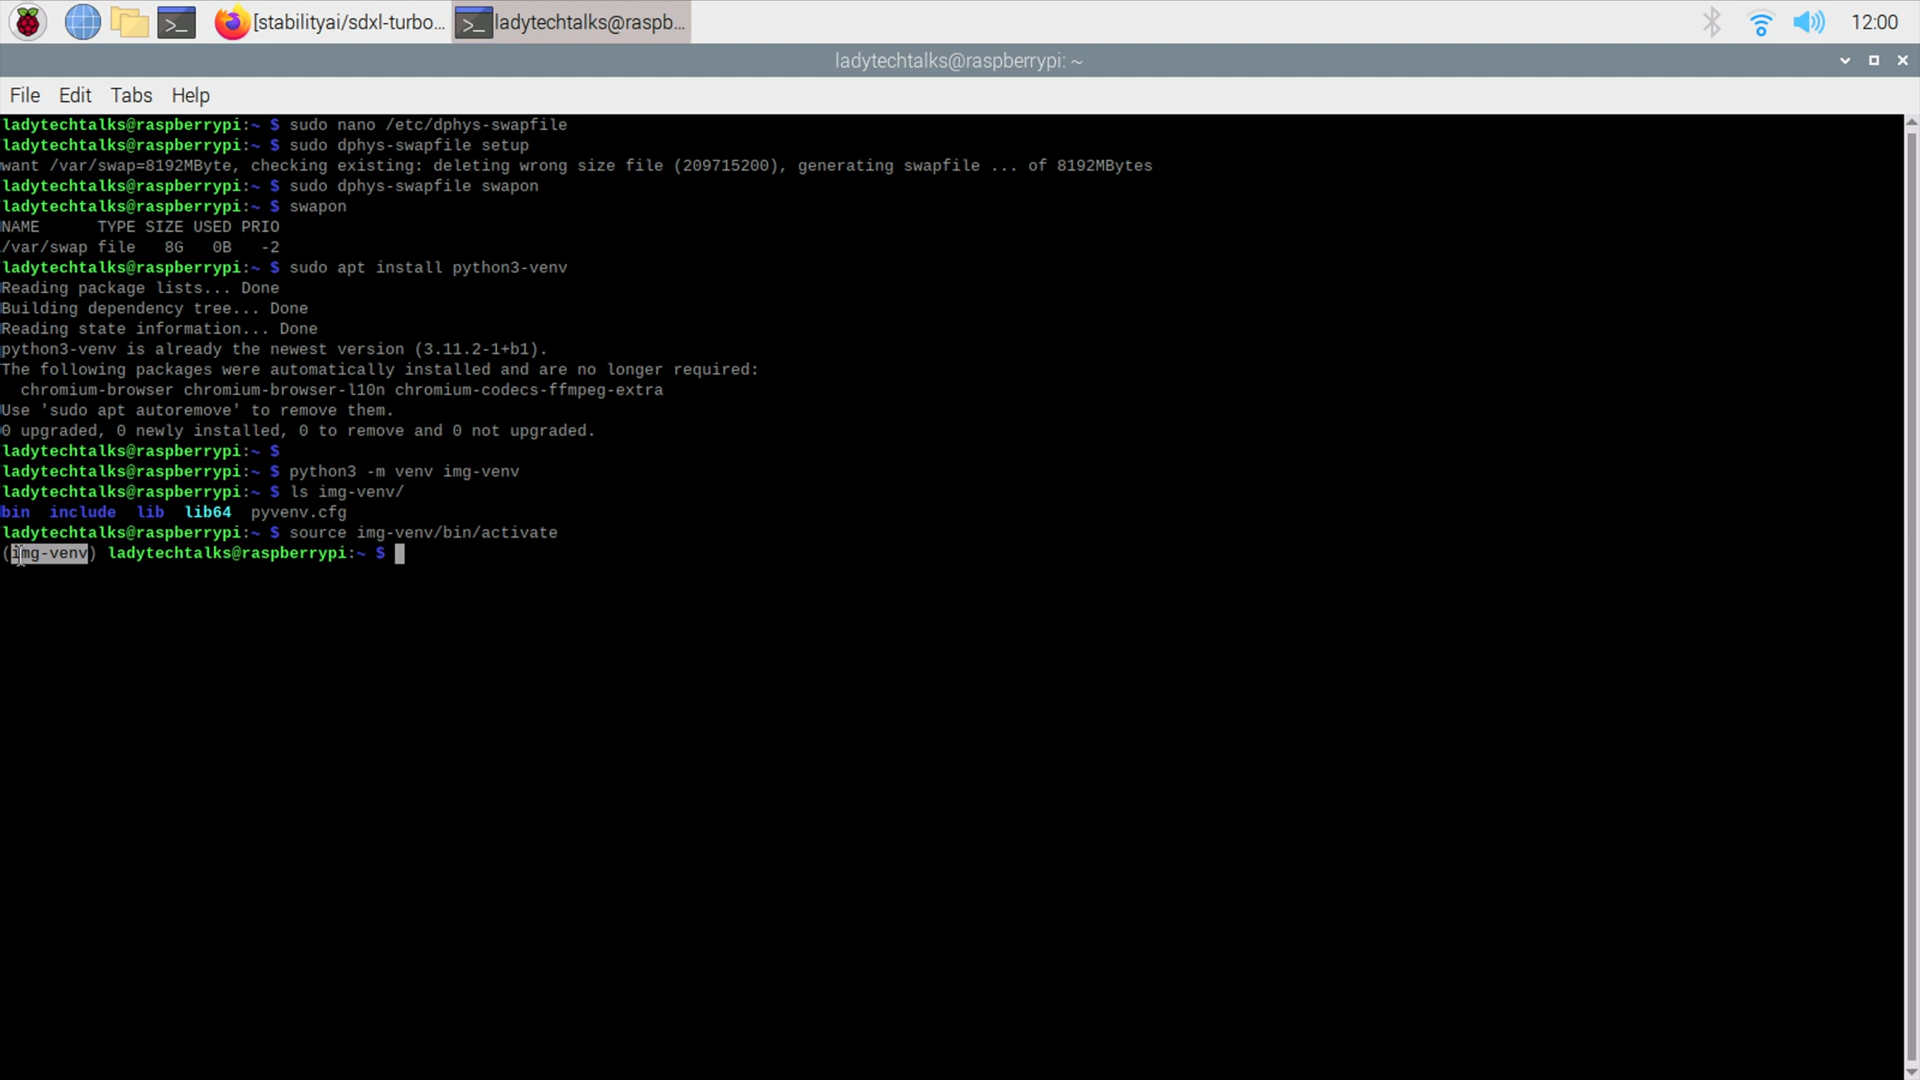 [stabilityai/sdxl-turbo... ladytechtalks@raspb... 12:00
ladytechtalks@raspberrypi: ~
File Edit Tabs Help
ladytechtalks@raspberrypi:~ $ sudo nano /etc/dphys-swapfile
ladytechtalks@raspberrypi:~ $ sudo dphys-swapfile setup
want /var/swap=8192MByte, checking existing: deleting wrong size file (209715200), generating swapfile ... of 8192MBytes
ladytechtalks@raspberrypi:~ $ sudo dphys-swapfile swapon
ladytechtalks@raspberrypi:~ $ swapon
NAME      TYPE SIZE USED PRIO
/var/swap file   8G   0B   -2
ladytechtalks@raspberrypi:~ $ sudo apt install python3-venv
Reading package lists... Done
Building dependency tree... Done
Reading state information... Done
python3-venv is already the newest version (3.11.2-1+b1).
The following packages were automatically installed and are no longer required:
  chromium-browser chromium-browser-l10n chromium-codecs-ffmpeg-extra
Use 'sudo apt autoremove' to remove them.
0 upgraded, 0 newly installed, 0 to remove and 0 not upgraded.
ladytechtalks@raspberrypi:~ $
ladytechtalks@raspberrypi:~ $ python3 -m venv img-venv
ladytechtalks@raspberrypi:~ $ ls img-venv/
bin  include  lib  lib64  pyvenv.cfg
ladytechtalks@raspberrypi:~ $ source img-venv/bin/activate
(img-venv) ladytechtalks@raspberrypi:~ $